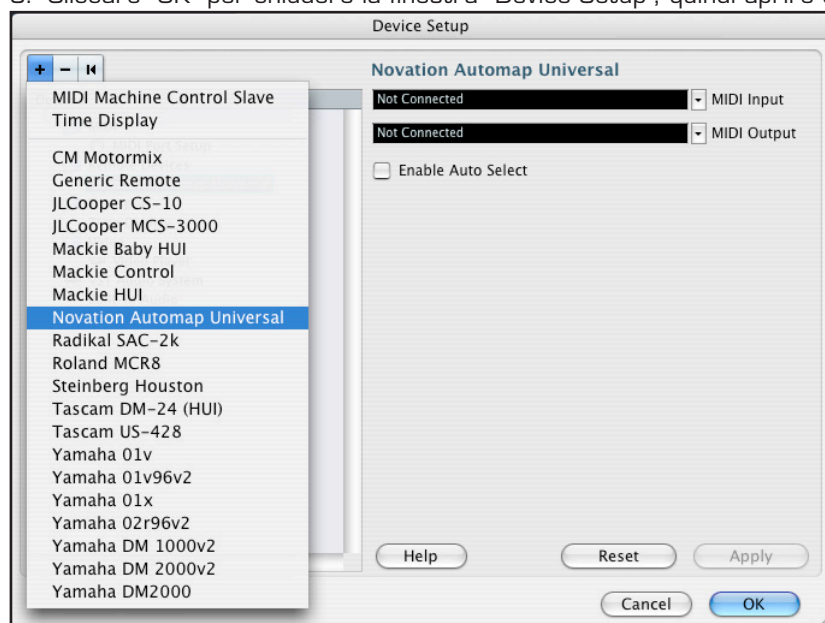 Device Setup
+ -
Novation Automap Universal
Not Connected MIDI Input
Not Connected MIDI Output
Enable Auto Select
MIDI Machine Control Slave
Time Display
CM Motormix
Generic Remote
JLCooper CS-10
JLCooper MCS-3000
Mackie Baby HUI
Mackie Control
Mackie HUI
Novation Automap Universal
Radikal SAC-2k
Roland MCR8
Steinberg Houston
Tascam DM-24 (HUI)
Tascam US-428
Yamaha 01v
Yamaha 01v96v2
Yamaha 01x
Yamaha 02r96v2
Yamaha DM 1000v2
Yamaha DM 2000v2
Yamaha DM2000
Help Reset Apply
Cancel OK